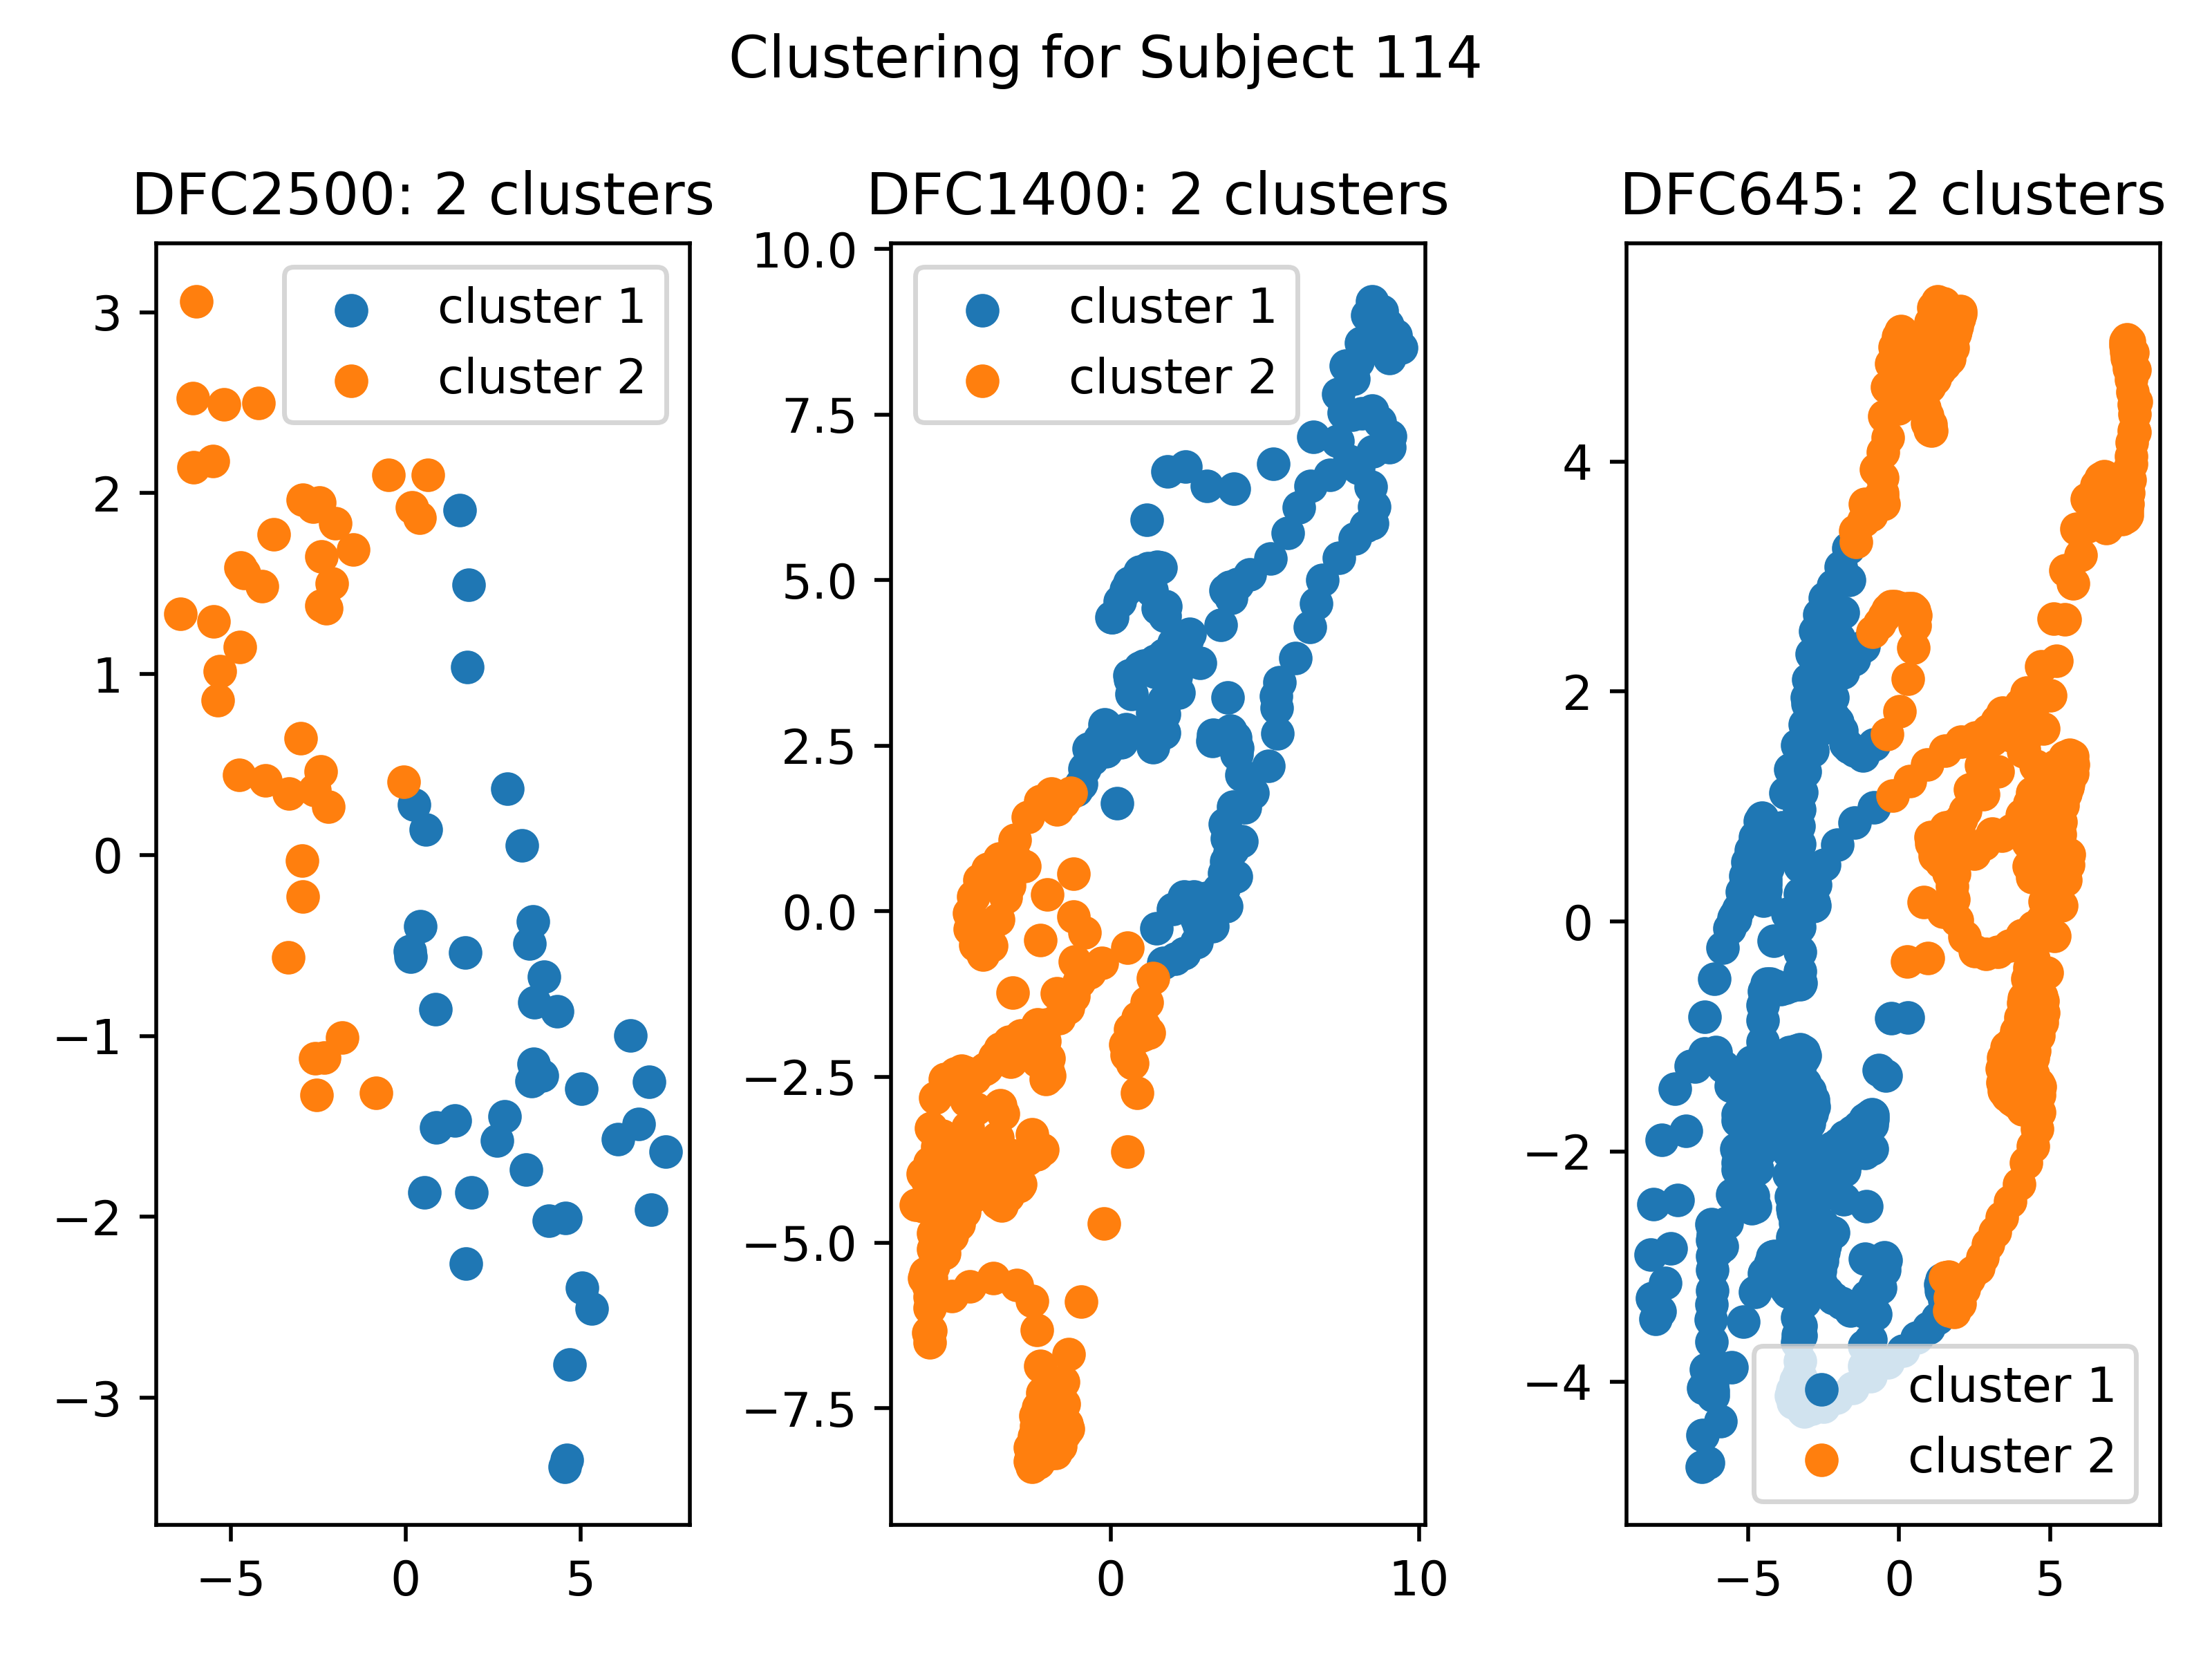 Clustering for Subject 114
DFC2500: 2 clusters
3
2
1
0
−1
−2
−3
−5
0
5
cluster 1
cluster 2
DFC1400: 2 clusters
10.0
7.5
5.0
2.5
0.0
−2.5
−5.0
−7.5
0
10
cluster 1
cluster 2
DFC645: 2 clusters
4
2
0
−2
−4
−5
0
5
cluster 1
cluster 2